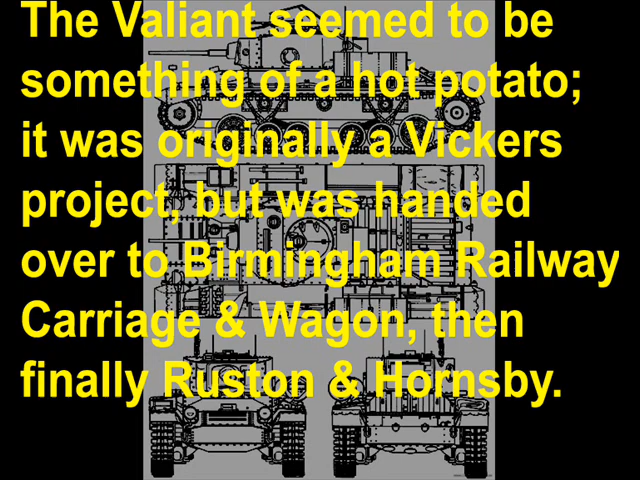 The Valiant seemed to be
something of a hot potato;
it was originally a Vickers
project, but was handed
over to Birmingham Railway
Carriage & Wagon, then
finally Ruston & Hornsby.